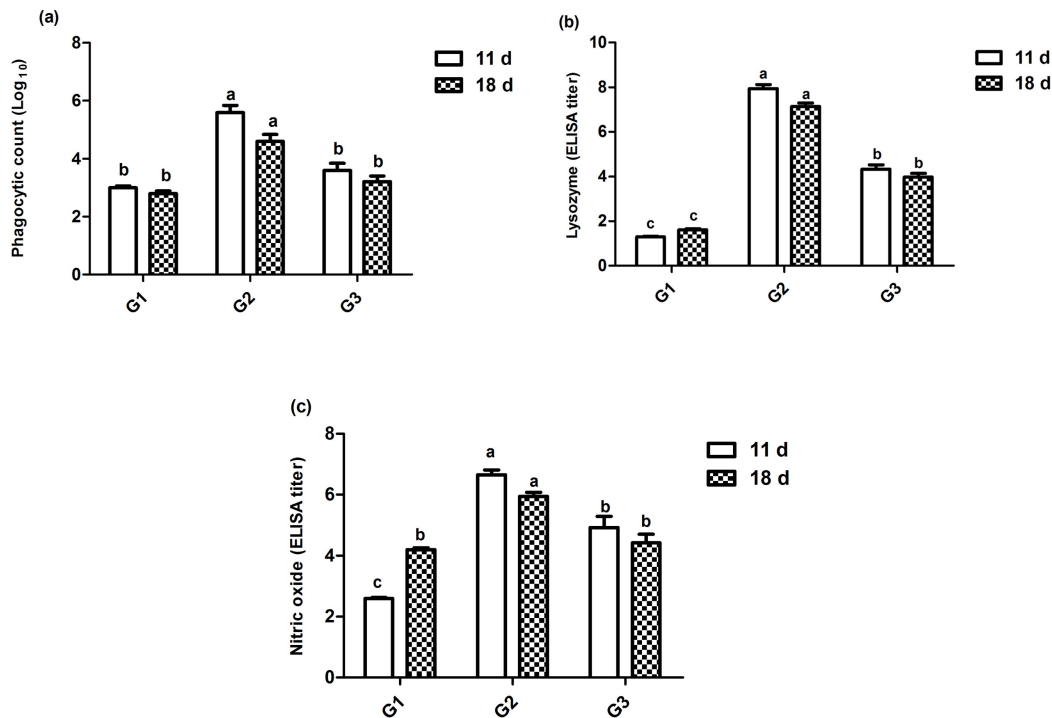 (a)
Phagocytic count (Log 10)
8
6
4
2
0
b
b
a
a
b
b
G1
G2
G3
11 d
18 d
(b)
Lysozyme (ELISA titer)
10
8
6
4
2
0
c
c
a
a
b
b
G1
G2
G3
11 d
18 d
(c)
Nitric oxide (ELISA titer)
8
6
4
2
0
c
b
a
a
b
b
G1
G2
G3
11 d
18 d